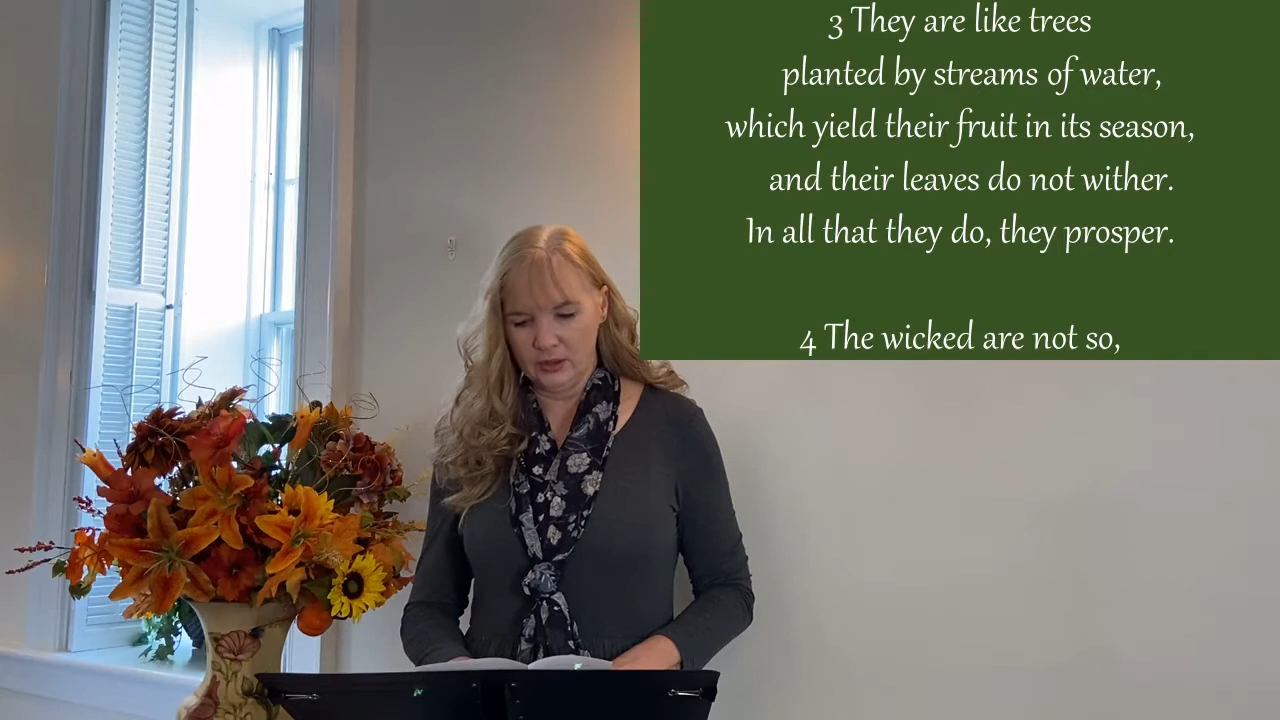 3 They are like trees
planted by streams of water,
which yield their fruit in its season,
and their leaves do not wither.
In all that they do, they prosper.
4 The wicked are not so,